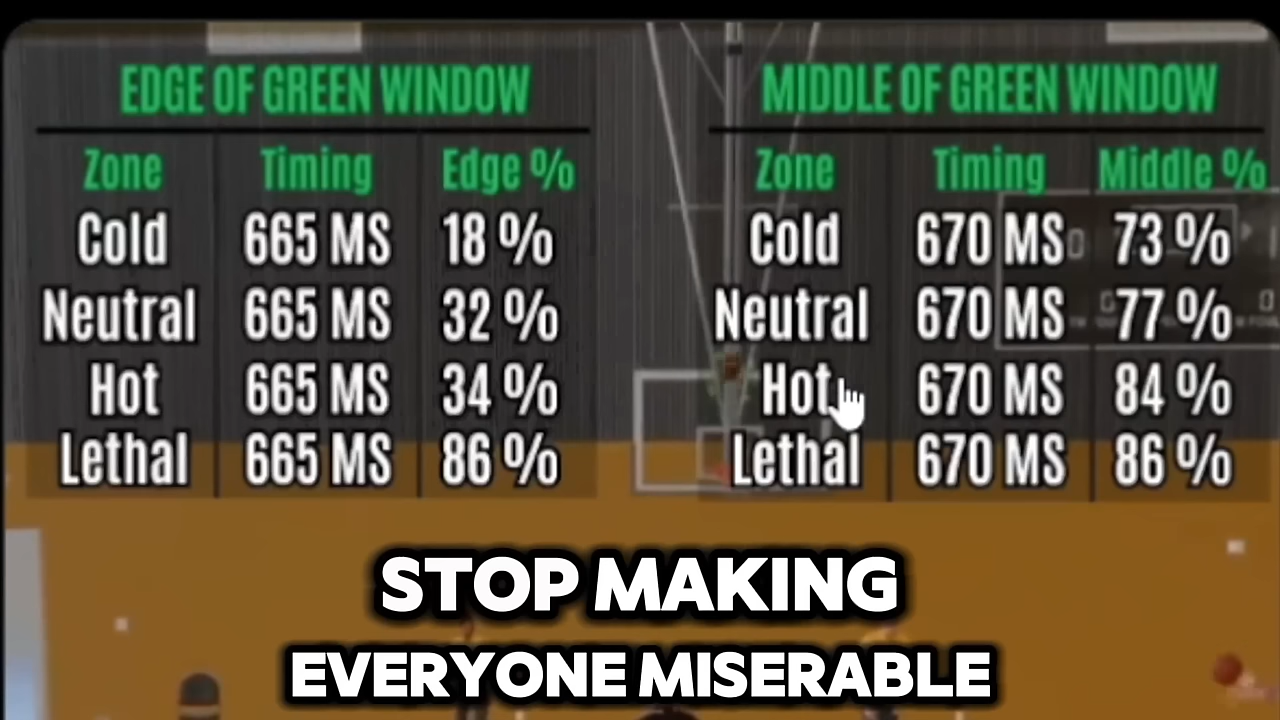 EDGE OF GREEN WINDOW
Zone Timing Edge %
Cold 665 MS 18 %
Neutral 665 MS 32 %
Hot 665 MS 34 %
Lethal 665 MS 86 %
MIDDLE OF GREEN WINDOW
Zone Timing Middle %
Cold 670 MS 73 %
Neutral 670 MS 77 %
Hot 670 MS 84 %
Lethal 670 MS 86 %
STOP MAKING
EVERYONE MISERABLE